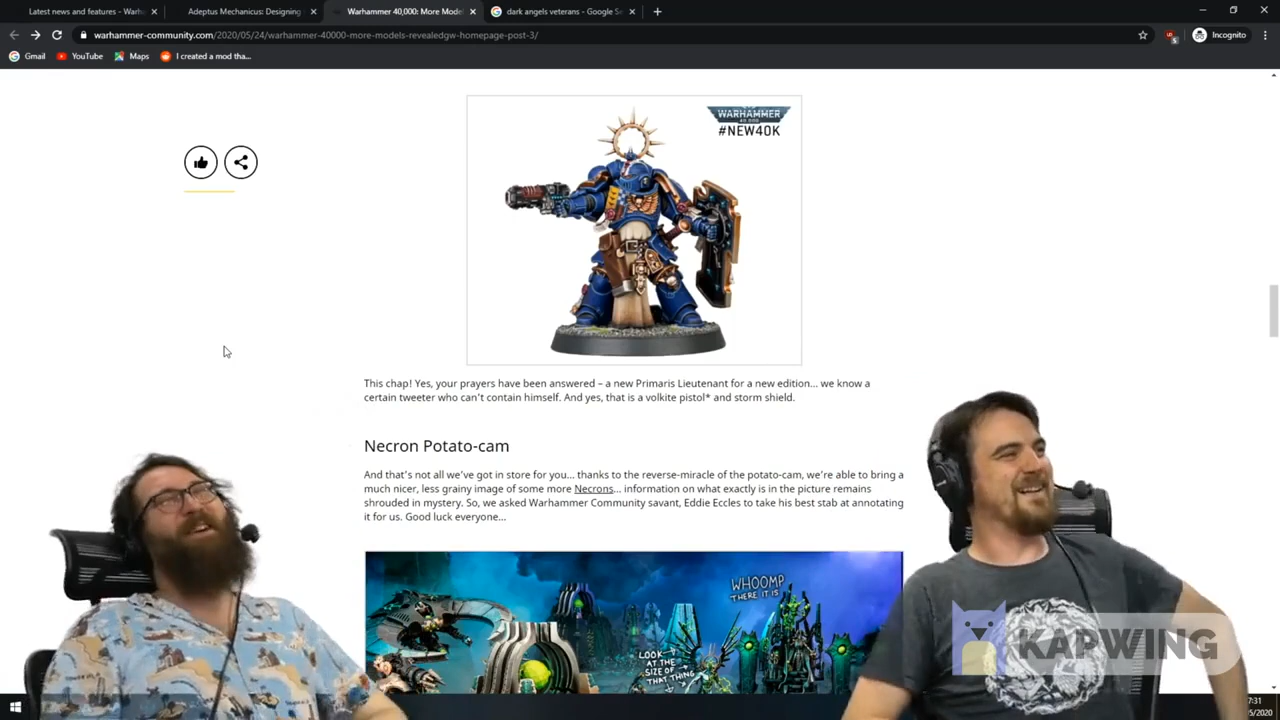 Latest news and features - Warh
Adeptus Mechanicus: Designing
Warhammer 40,000: More Model
dark angels veterans - Google Se
warhammer-community.com/2020/05/24/warhammer-40000-more-models-revealedgw-homepage-post-3/
Incognito
Gmail
YouTube
Maps
I created a mod tha...
WARHAMMER
40,000
#NEW40K
This chap! Yes, your prayers have been answered – a new Primaris Lieutenant for a new edition... we know a
certain tweeter who can't contain himself. And yes, that is a volkite pistol* and storm shield.
Necron Potato-cam
And that's not all we've got in store for you... thanks to the reverse-miracle of the potato-cam, we're able to bring a
much nicer, less grainy image of some more Necrons... information on what exactly is in the picture remains
shrouded in mystery. So, we asked Warhammer Community savant, Eddie Eccles to take his best stab at annotating
it for us. Good luck everyone...
WHOOMP
THERE IT IS
LOOK
AT THE
SIZE OF
THAT THING
KAPWING
7:31
5/2020